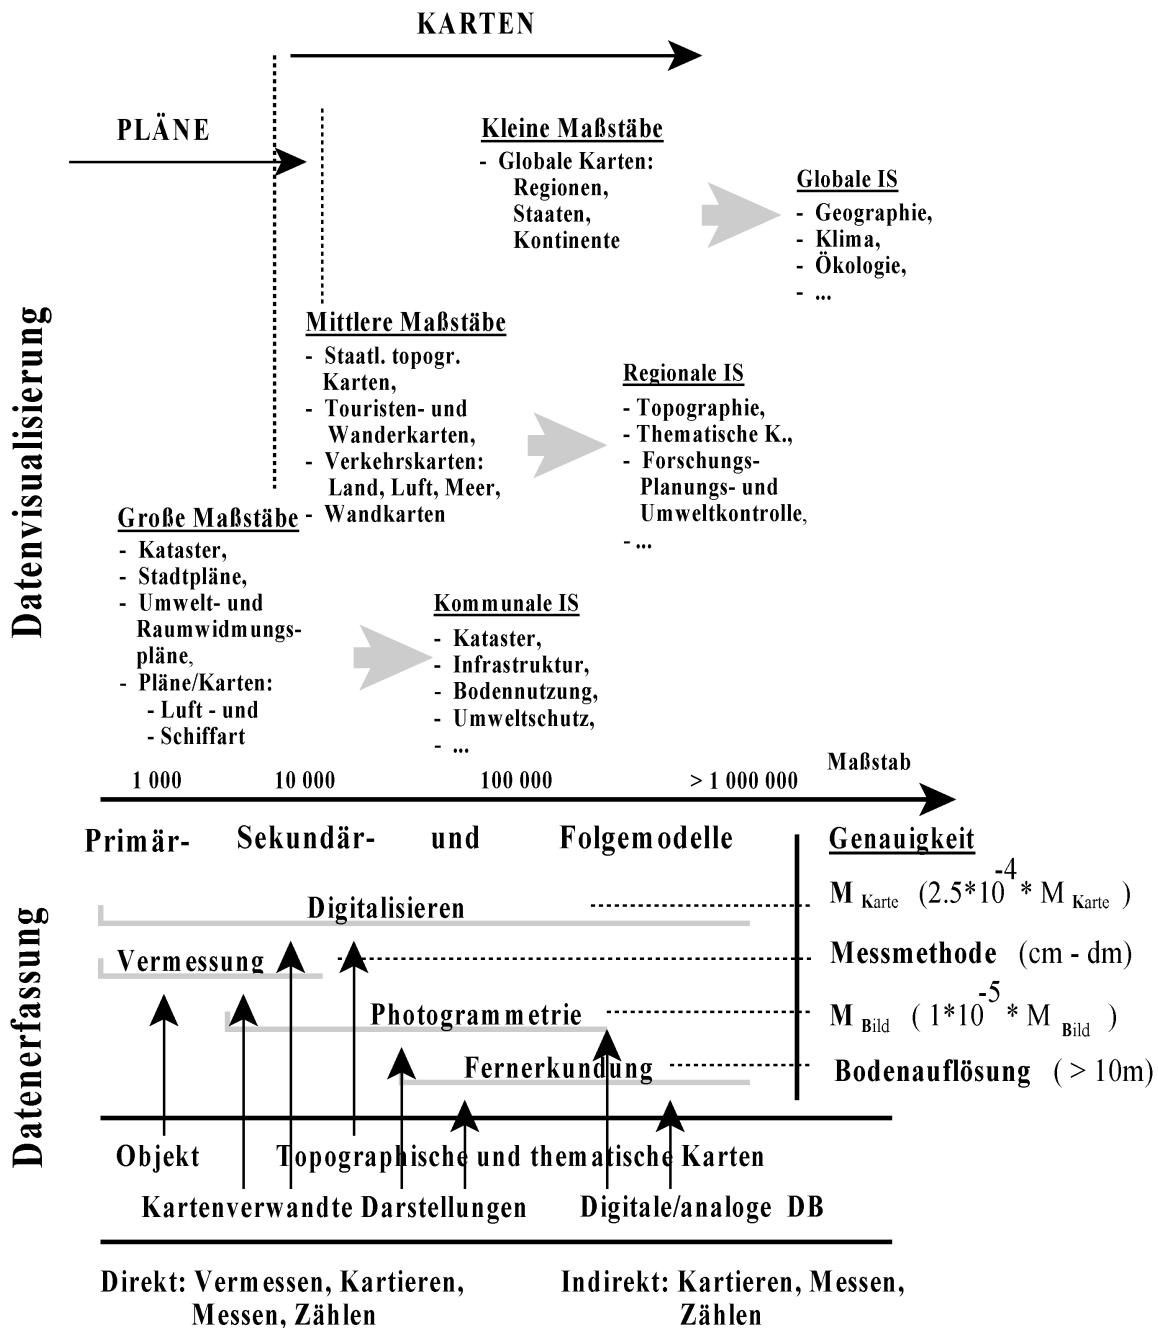 KARTEN
PLÄNE
Kleine Maßstäbe
- Globale Karten:
Regionen,
Staaten,
Kontinente
Globale IS
- Geographie,
- Klima,
- Ökologie,
- ...
Datenvisualisierung
Mittlere Maßstäbe
- Staatl. topogr.
Karten,
- Touristen- und
Wanderkarten,
- Verkehrskarten:
Land, Luft, Meer,
- Wandkarten
Regionale IS
- Topographie,
- Thematische K.,
- Forschungs-
Planungs- und
Umweltkontrolle,
- ...
Große Maßstäbe
- Kataster,
- Stadtpläne,
- Umwelt- und
Raumwidmungs-
pläne,
- Pläne/Karten:
- Luft - und
- Schiffart
Kommunale IS
- Kataster,
- Infrastruktur,
- Bodennutzung,
- Umweltschutz,
- ...
1 000 10 000 100 000 > 1 000 000 Maßstab
Primär- Sekundär- und Folgemodelle
Genauigkeit
Datenerfassung
Digitalisieren
M Karte (2.5*10-4 * M Karte )
Vermessung
Messmethode (cm - dm)
Photogrammetrie
M Bild ( 1*10-5 * M Bild )
Fernerkundung
Bodenauflösung ( > 10m)
Objekt Topographische und thematische Karten
Kartenverwandte Darstellungen Digitale/analoge DB
Direkt: Vermessen, Kartieren,
Messen, Zählen
Indirekt: Kartieren, Messen,
Zählen